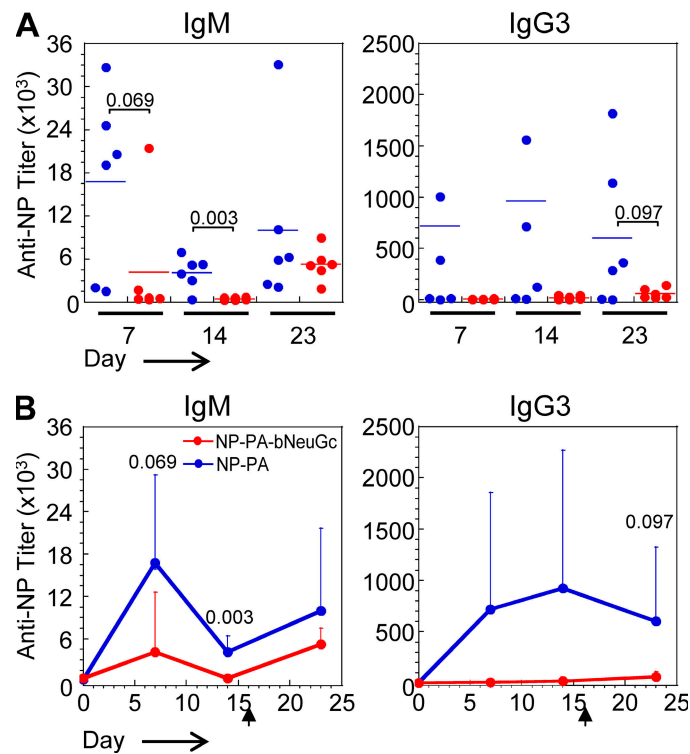 A
IgM
IgG3
Anti-NP Titer (x10³)
36
30
24
18
12
6
0
0.069
0.003
7
14
23
2500
2000
1500
1000
500
0
0.097
7
14
23
Day
B
IgM
IgG3
Anti-NP Titer (x10³)
36
30
24
18
12
6
0
NP-PA-bNeuGc
NP-PA
0.069
0.003
0 5 10 15 20 25
2500
2000
1500
1000
500
0
0.097
0 5 10 15 20 25
Day